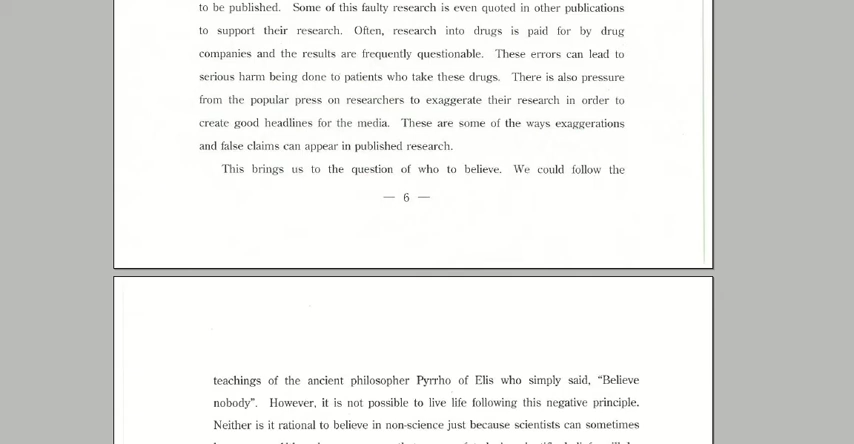 to be published. Some of this faulty research is even quoted in other publications
to support their research. Often, research into drugs is paid for by drug
companies and the results are frequently questionable. These errors can lead to
serious harm being done to patients who take these drugs. There is also pressure
from the popular press on researchers to exaggerate their research in order to
create good headlines for the media. These are some of the ways exaggerations
and false claims can appear in published research.
This brings us to the question of who to believe. We could follow the
— 6 —
teachings of the ancient philosopher Pyrrho of Elis who simply said, “Believe
nobody”. However, it is not possible to live life following this negative principle.
Neither is it rational to believe in non-science just because scientists can sometimes